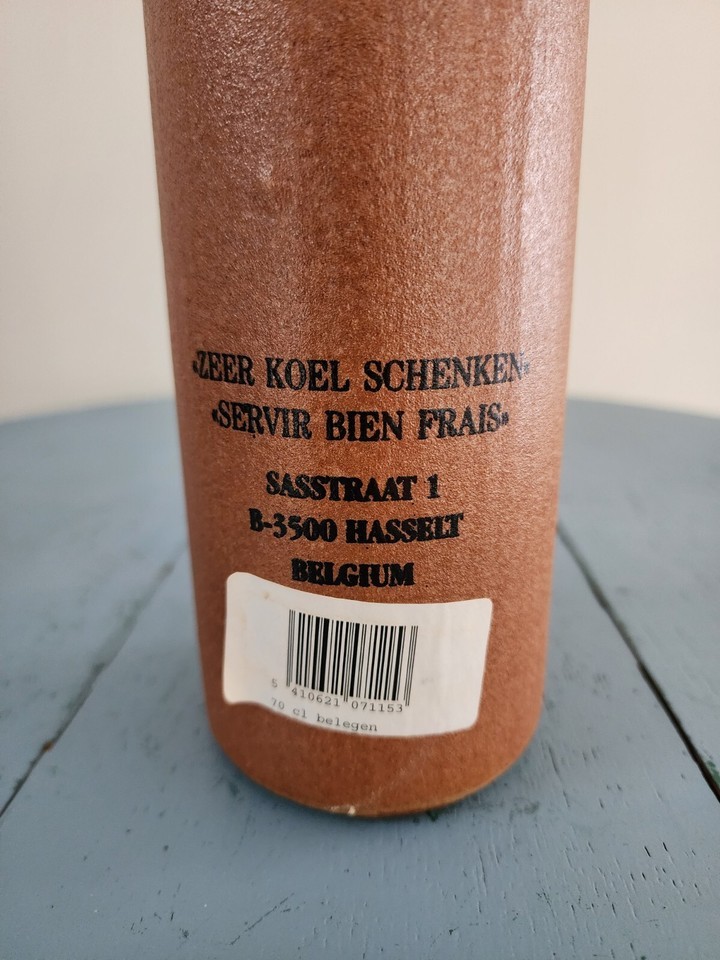 «ZEER KOEL SCHENKEN»
«SERVIR BIEN FRAIS»
SASSTRAAT 1
B-3500 HASSELT
BELGIUM
5 410621 071153
70 cl belegen